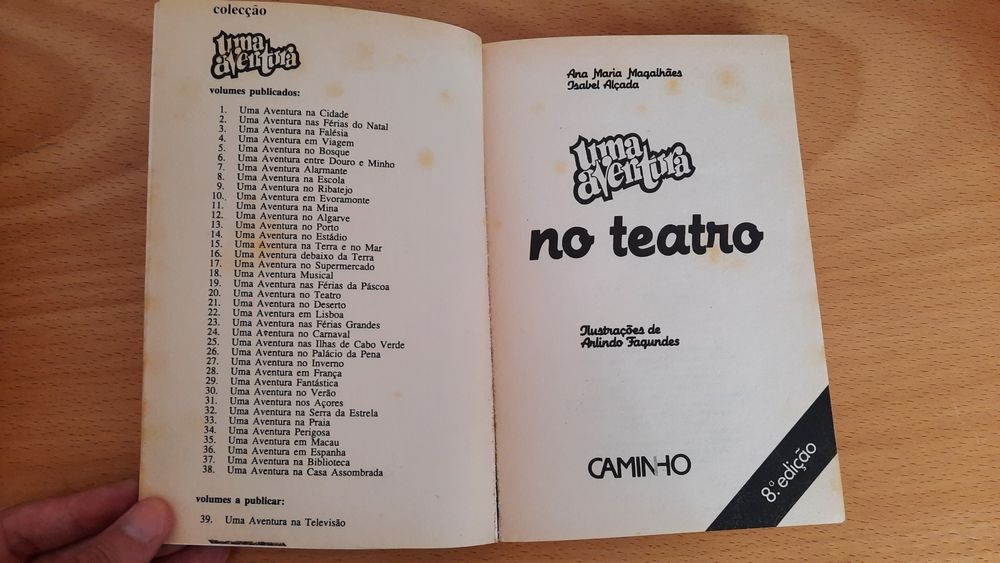 colecção
uma
aventura
volumes publicados:
1. Uma Aventura na Cidade
2. Uma Aventura nas Férias do Natal
3. Uma Aventura na Falésia
4. Uma Aventura em Viagem
5. Uma Aventura no Bosque
6. Uma Aventura entre Douro e Minho
7. Uma Aventura Alarmante
8. Uma Aventura na Escola
9. Uma Aventura no Ribatejo
10. Uma Aventura em Evoramonte
11. Uma Aventura na Mina
12. Uma Aventura no Algarve
13. Uma Aventura no Porto
14. Uma Aventura no Estádio
15. Uma Aventura na Terra e no Mar
16. Uma Aventura debaixo da Terra
17. Uma Aventura no Supermercado
18. Uma Aventura Musical
19. Uma Aventura nas Férias da Páscoa
20. Uma Aventura no Teatro
21. Uma Aventura no Deserto
22. Uma Aventura em Lisboa
23. Uma Aventura nas Férias Grandes
24. Uma Aventura no Carnaval
25. Uma Aventura nas Ilhas de Cabo Verde
26. Uma Aventura no Palácio da Pena
27. Uma Aventura no Inverno
28. Uma Aventura em França
29. Uma Aventura Fantástica
30. Uma Aventura no Verão
31. Uma Aventura nos Açores
32. Uma Aventura na Serra da Estrela
33. Uma Aventura na Praia
34. Uma Aventura Perigosa
35. Uma Aventura em Macau
36. Uma Aventura em Espanha
37. Uma Aventura na Biblioteca
38. Uma Aventura na Casa Assombrada
volumes a publicar:
39. Uma Aventura na Televisão
Ana Maria Magalhães
Isabel Alçada
uma
aventura
no teatro
Ilustrações de
Arlindo Fagundes
CAMINHO
8.ª edição